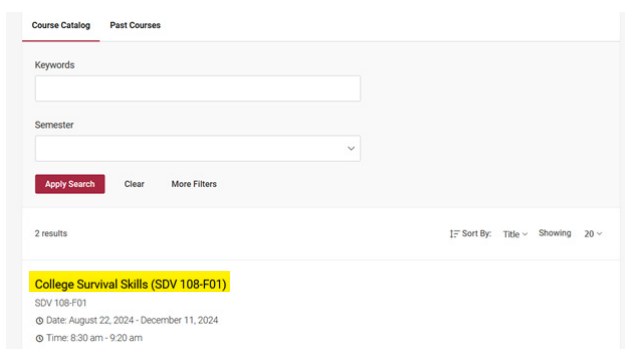 Course Catalog Past Courses
Keywords
Semester
Apply Search Clear More Filters
2 results Sort By: Title Showing 20
College Survival Skills (SDV 108-F01)
SDV 108-F01
Date: August 22, 2024 - December 11, 2024
Time: 8:30 am - 9:20 am